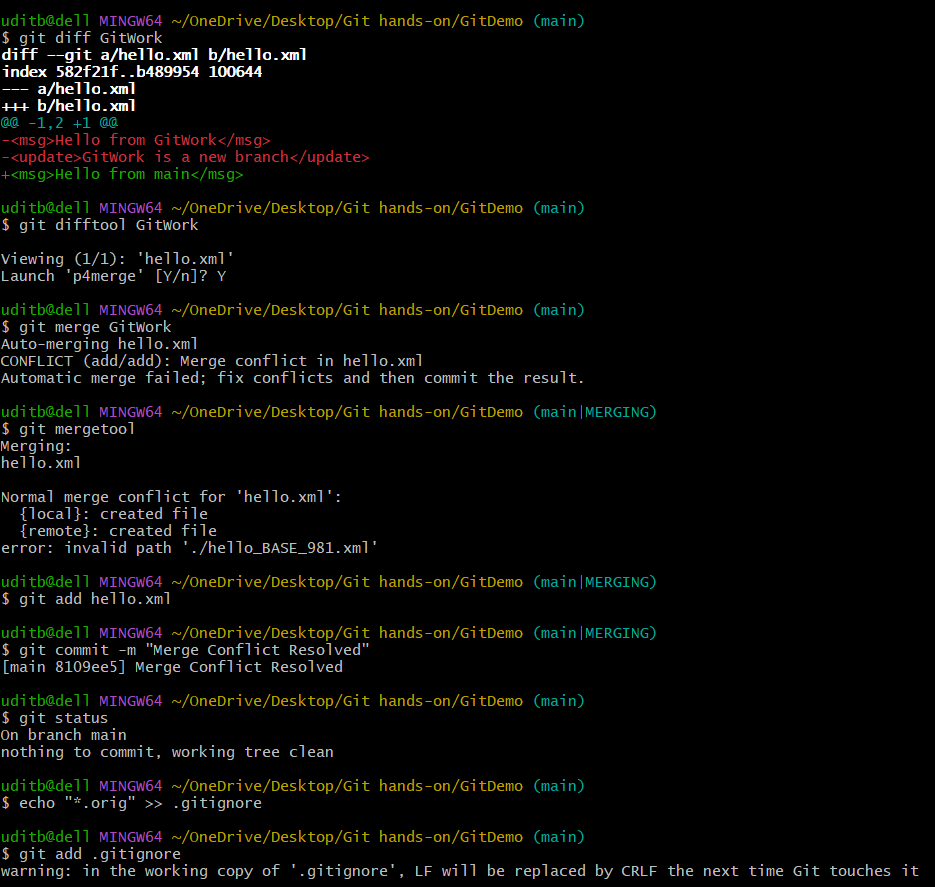 uditb@dell MINGW64 ~/OneDrive/Desktop/Git hands-on/GitDemo (main)
$ git diff GitWork
diff --git a/hello.xml b/hello.xml
index 582f21f..b489954 100644
--- a/hello.xml
+++ b/hello.xml
@@ -1,2 +1 @@
-<msg>Hello from GitWork</msg>
-<update>GitWork is a new branch</update>
+<msg>Hello from main</msg>
uditb@dell MINGW64 ~/OneDrive/Desktop/Git hands-on/GitDemo (main)
$ git difftool GitWork
Viewing (1/1): 'hello.xml'
Launch 'p4merge' [Y/n]? Y
uditb@dell MINGW64 ~/OneDrive/Desktop/Git hands-on/GitDemo (main)
$ git merge GitWork
Auto-merging hello.xml
CONFLICT (add/add): Merge conflict in hello.xml
Automatic merge failed; fix conflicts and then commit the result.
uditb@dell MINGW64 ~/OneDrive/Desktop/Git hands-on/GitDemo (main|MERGING)
$ git mergetool
Merging:
hello.xml
Normal merge conflict for 'hello.xml':
  {local}: created file
  {remote}: created file
error: invalid path './hello_BASE_981.xml'
uditb@dell MINGW64 ~/OneDrive/Desktop/Git hands-on/GitDemo (main|MERGING)
$ git add hello.xml
uditb@dell MINGW64 ~/OneDrive/Desktop/Git hands-on/GitDemo (main|MERGING)
$ git commit -m "Merge Conflict Resolved"
[main 8109ee5] Merge Conflict Resolved
uditb@dell MINGW64 ~/OneDrive/Desktop/Git hands-on/GitDemo (main)
$ git status
On branch main
nothing to commit, working tree clean
uditb@dell MINGW64 ~/OneDrive/Desktop/Git hands-on/GitDemo (main)
$ echo "*.orig" >> .gitignore
uditb@dell MINGW64 ~/OneDrive/Desktop/Git hands-on/GitDemo (main)
$ git add .gitignore
warning: in the working copy of '.gitignore', LF will be replaced by CRLF the next time Git touches it